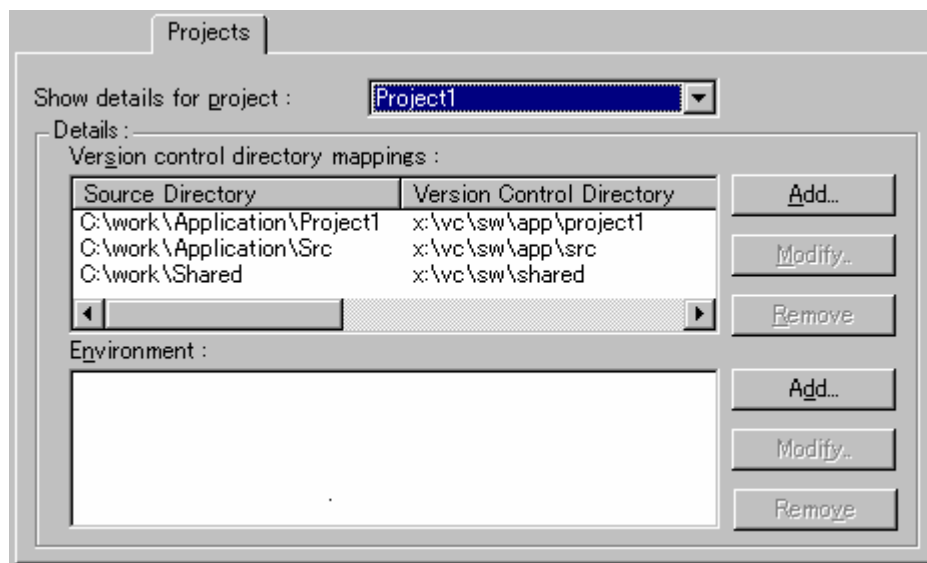 Projects
Show details for project : Project1
Details :
Version control directory mappings :
Source Directory Version Control Directory
C:\work\Application\Project1 x:\vc\sw\app\project1
C:\work\Application\Src x:\vc\sw\app\src
C:\work\Shared x:\vc\sw\shared
Add...
Modify..
Remove
Environment :
Add...
Modify..
Remove